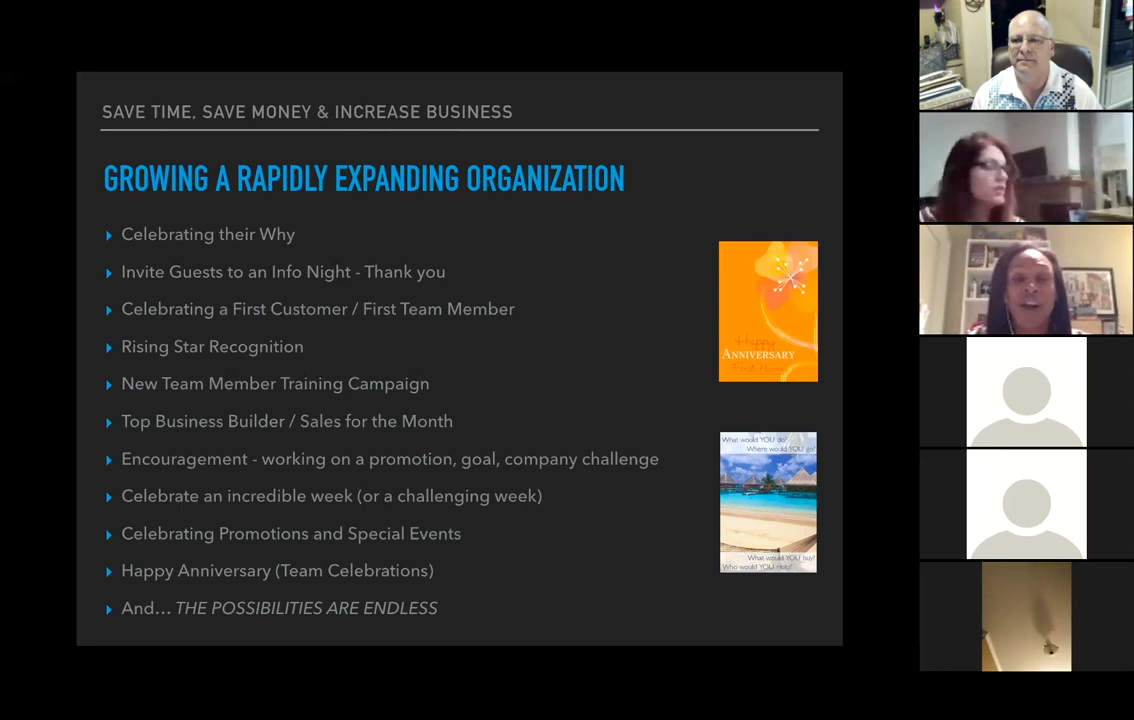 SAVE TIME, SAVE MONEY & INCREASE BUSINESS
GROWING A RAPIDLY EXPANDING ORGANIZATION
Celebrating their Why
Invite Guests to an Info Night - Thank you
Celebrating a First Customer / First Team Member
Rising Star Recognition
New Team Member Training Campaign
Top Business Builder / Sales for the Month
Encouragement - working on a promotion, goal, company challenge
Celebrate an incredible week (or a challenging week)
Celebrating Promotions and Special Events
Happy Anniversary (Team Celebrations)
And... THE POSSIBILITIES ARE ENDLESS
Happy
ANNIVERSARY
First Name
What would YOU do?
Where would YOU go?
What would YOU buy?
Who would YOU Help?